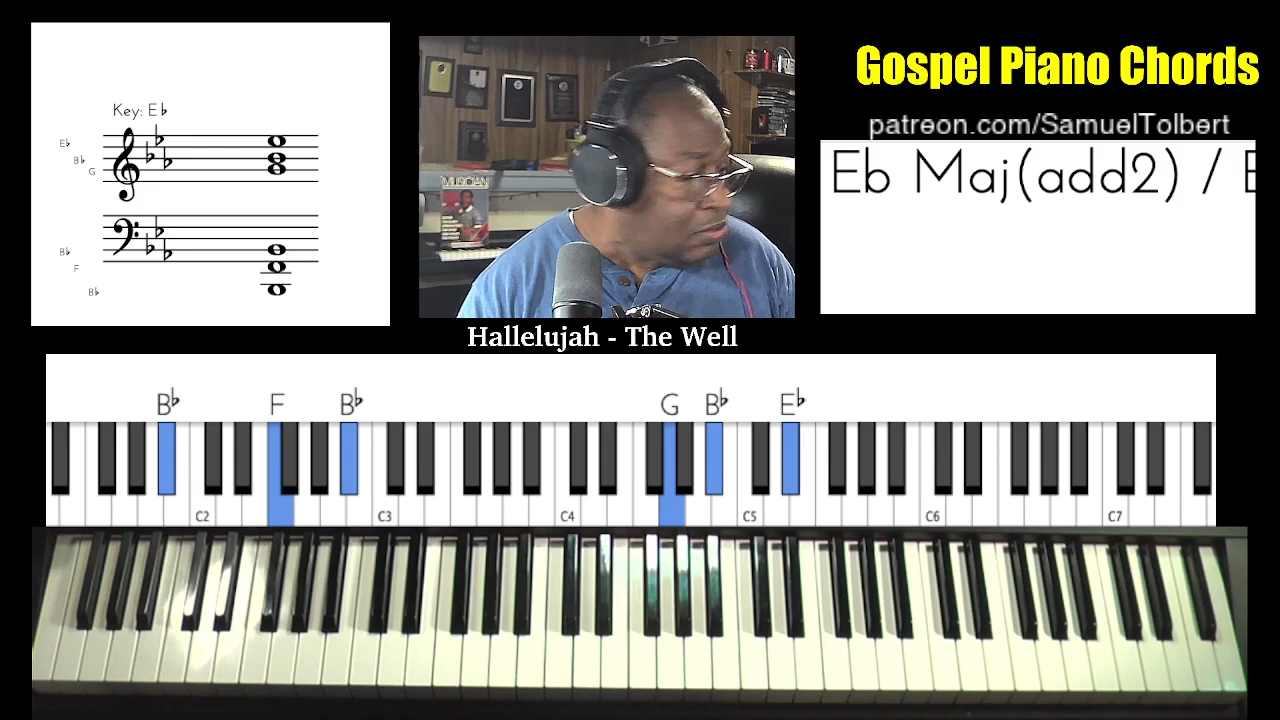 Key: E♭
E♭
B♭
G
B♭
F
B♭
MUSICIAN
Gospel Piano Chords
patreon.com/SamuelTolbert
Eb Maj(add2) /
Hallelujah - The Well
B♭ F B♭ G B♭ E♭
C2 C3 C4 C5 C6 C7